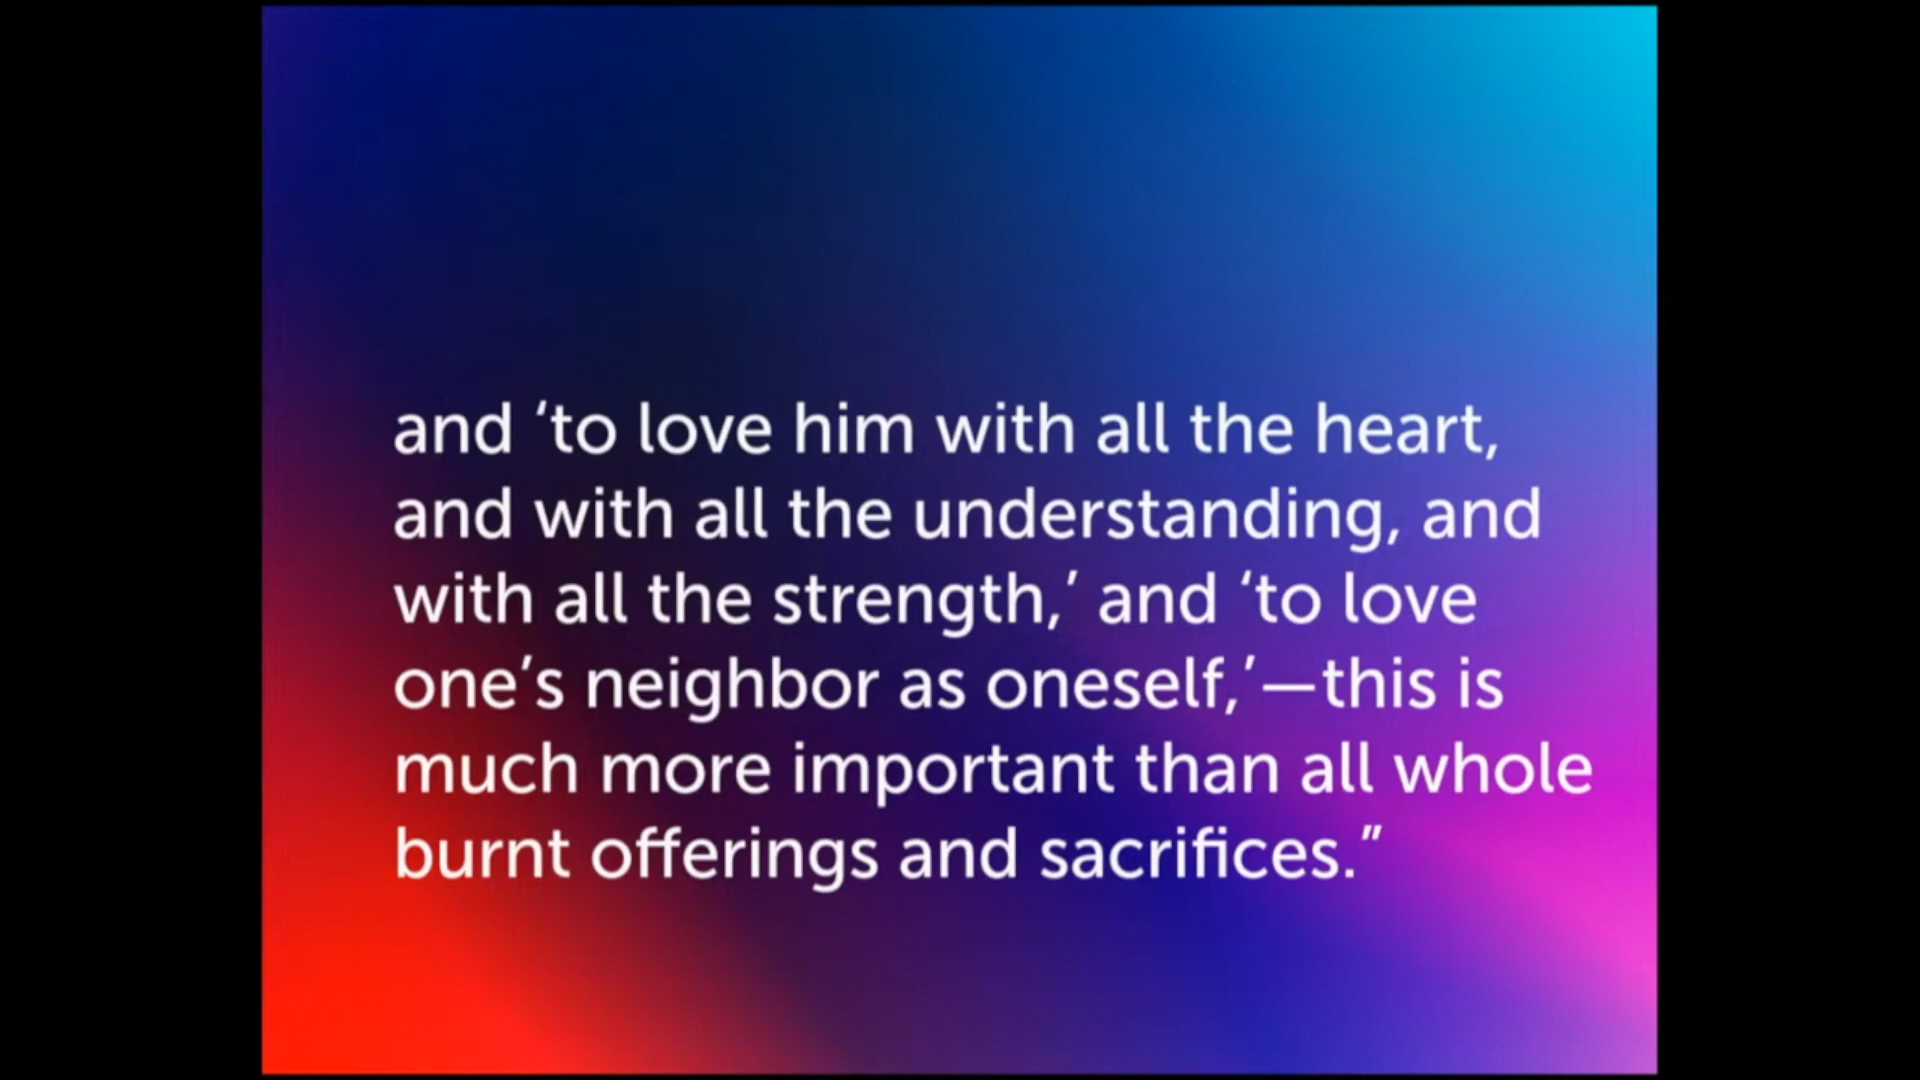 and ‘to love him with all the heart,
and with all the understanding, and
with all the strength,’ and ‘to love
one’s neighbor as oneself,’—this is
much more important than all whole
burnt offerings and sacrifices.”